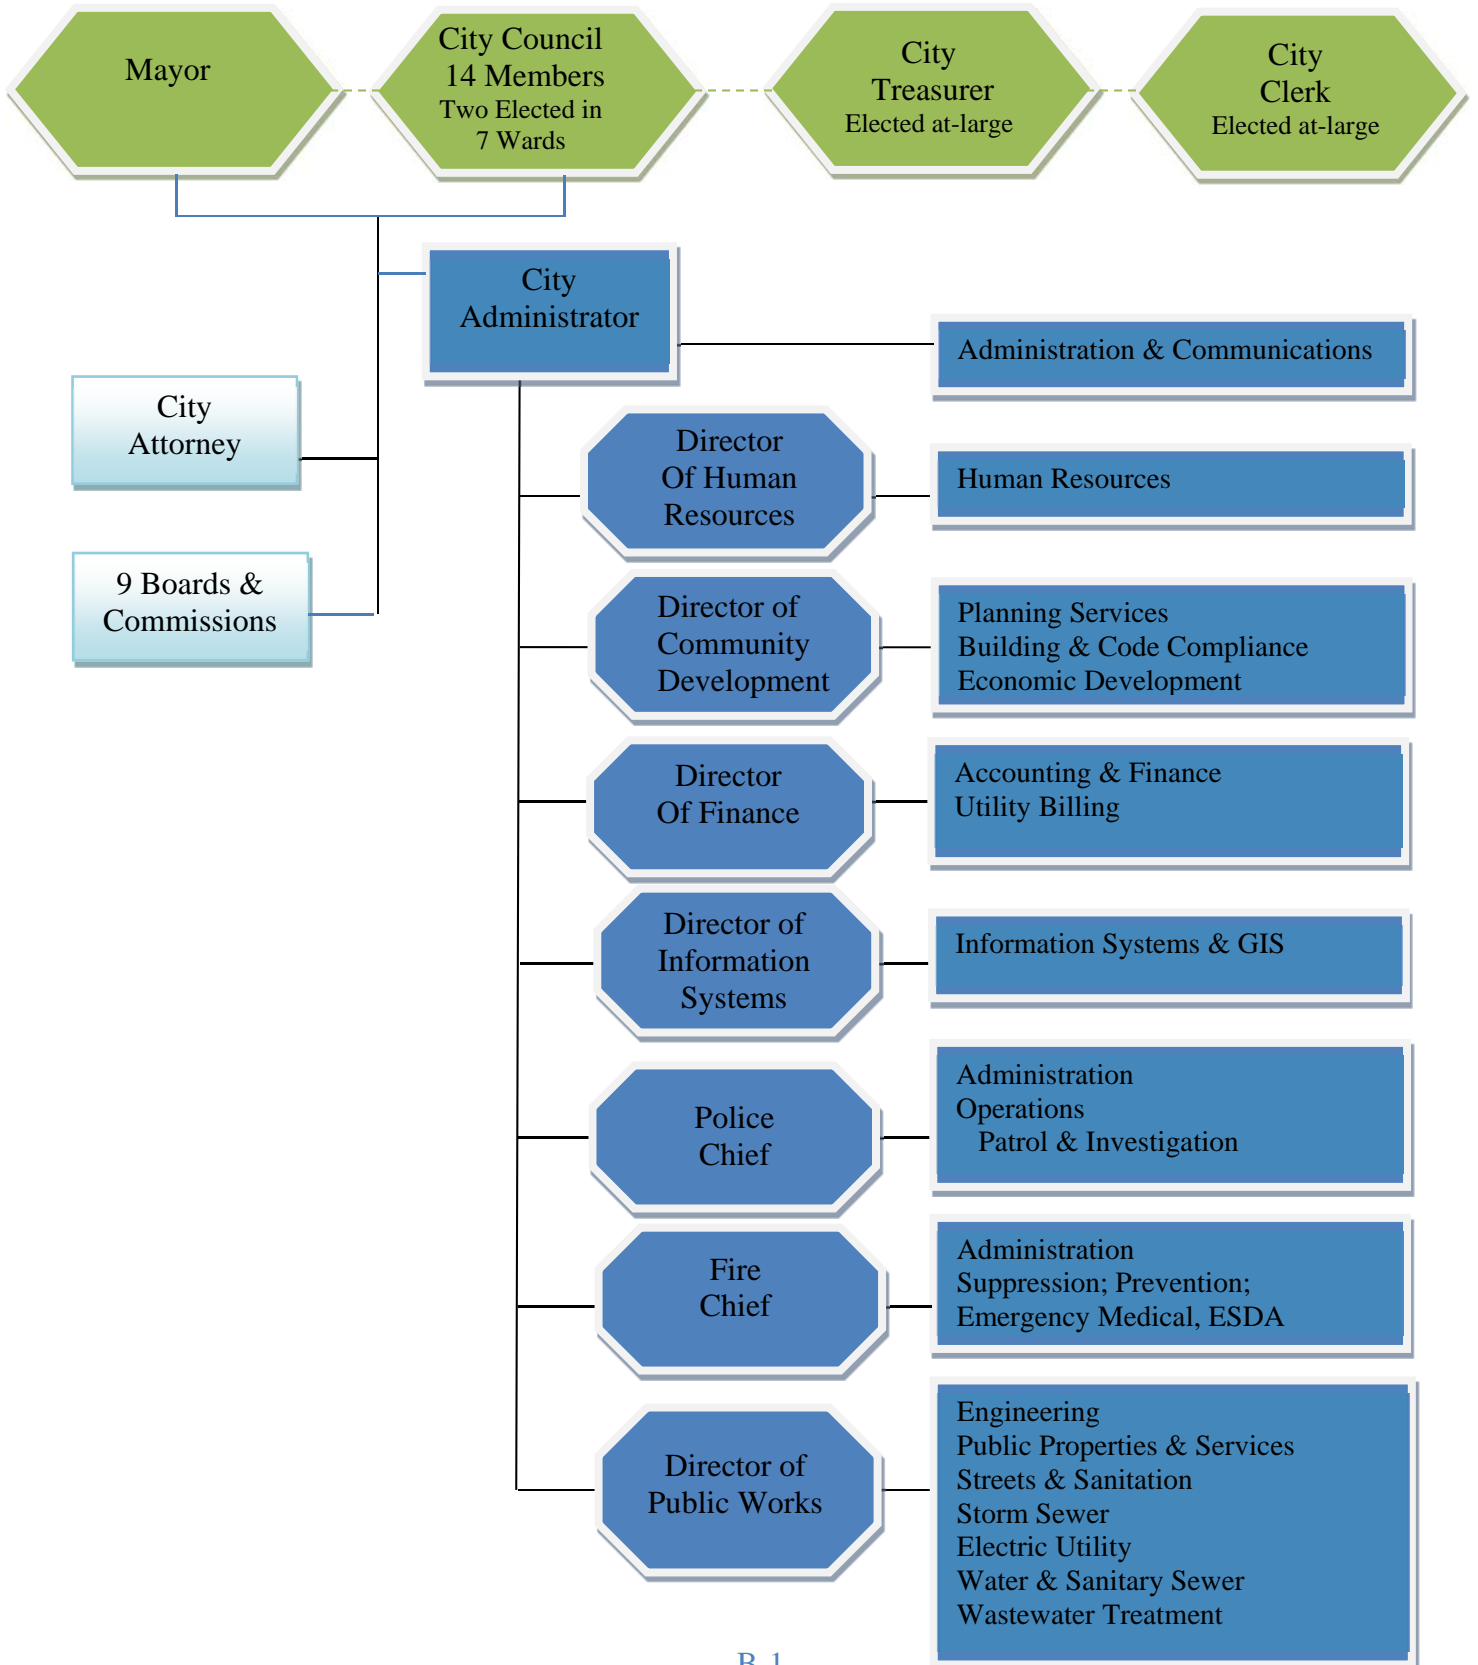 Mayor
City Council
14 Members
Two Elected in
7 Wards
City
Treasurer
Elected at-large
City
Clerk
Elected at-large
City
Administrator
Administration & Communications
City
Attorney
9 Boards &
Commissions
Director
Of Human
Resources
Human Resources
Director of
Community
Development
Planning Services
Building & Code Compliance
Economic Development
Director
Of Finance
Accounting & Finance
Utility Billing
Director of
Information
Systems
Information Systems & GIS
Police
Chief
Administration
Operations
Patrol & Investigation
Fire
Chief
Administration
Suppression; Prevention;
Emergency Medical, ESDA
Director of
Public Works
Engineering
Public Properties & Services
Streets & Sanitation
Storm Sewer
Electric Utility
Water & Sanitary Sewer
Wastewater Treatment